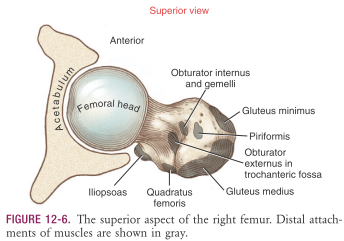 Superior view
Anterior
Acetabulum
Femoral head
Obturator internus
and gemelli
Gluteus minimus
Piriformis
Obturator
externus in
trochanteric fossa
Iliopsoas
Quadratus
femoris
Gluteus medius
FIGURE 12-6. The superior aspect of the right femur. Distal attach-
ments of muscles are shown in gray.